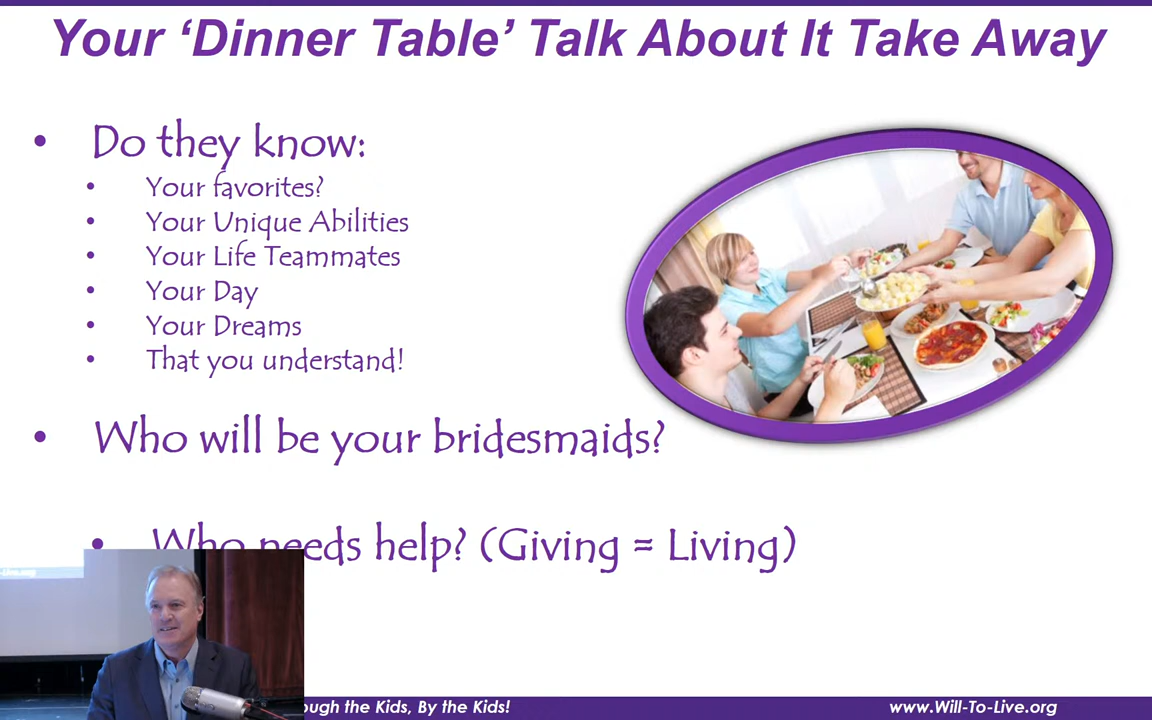 Your ‘Dinner Table’ Talk About It Take Away
• Do they know:
• Your favorites?
• Your Unique Abilities
• Your Life Teammates
• Your Day
• Your Dreams
• That you understand!
• Who will be your bridesmaids?
• Who needs help? (Giving = Living)
the Kids, By the Kids!
www.Will-To-Live.org